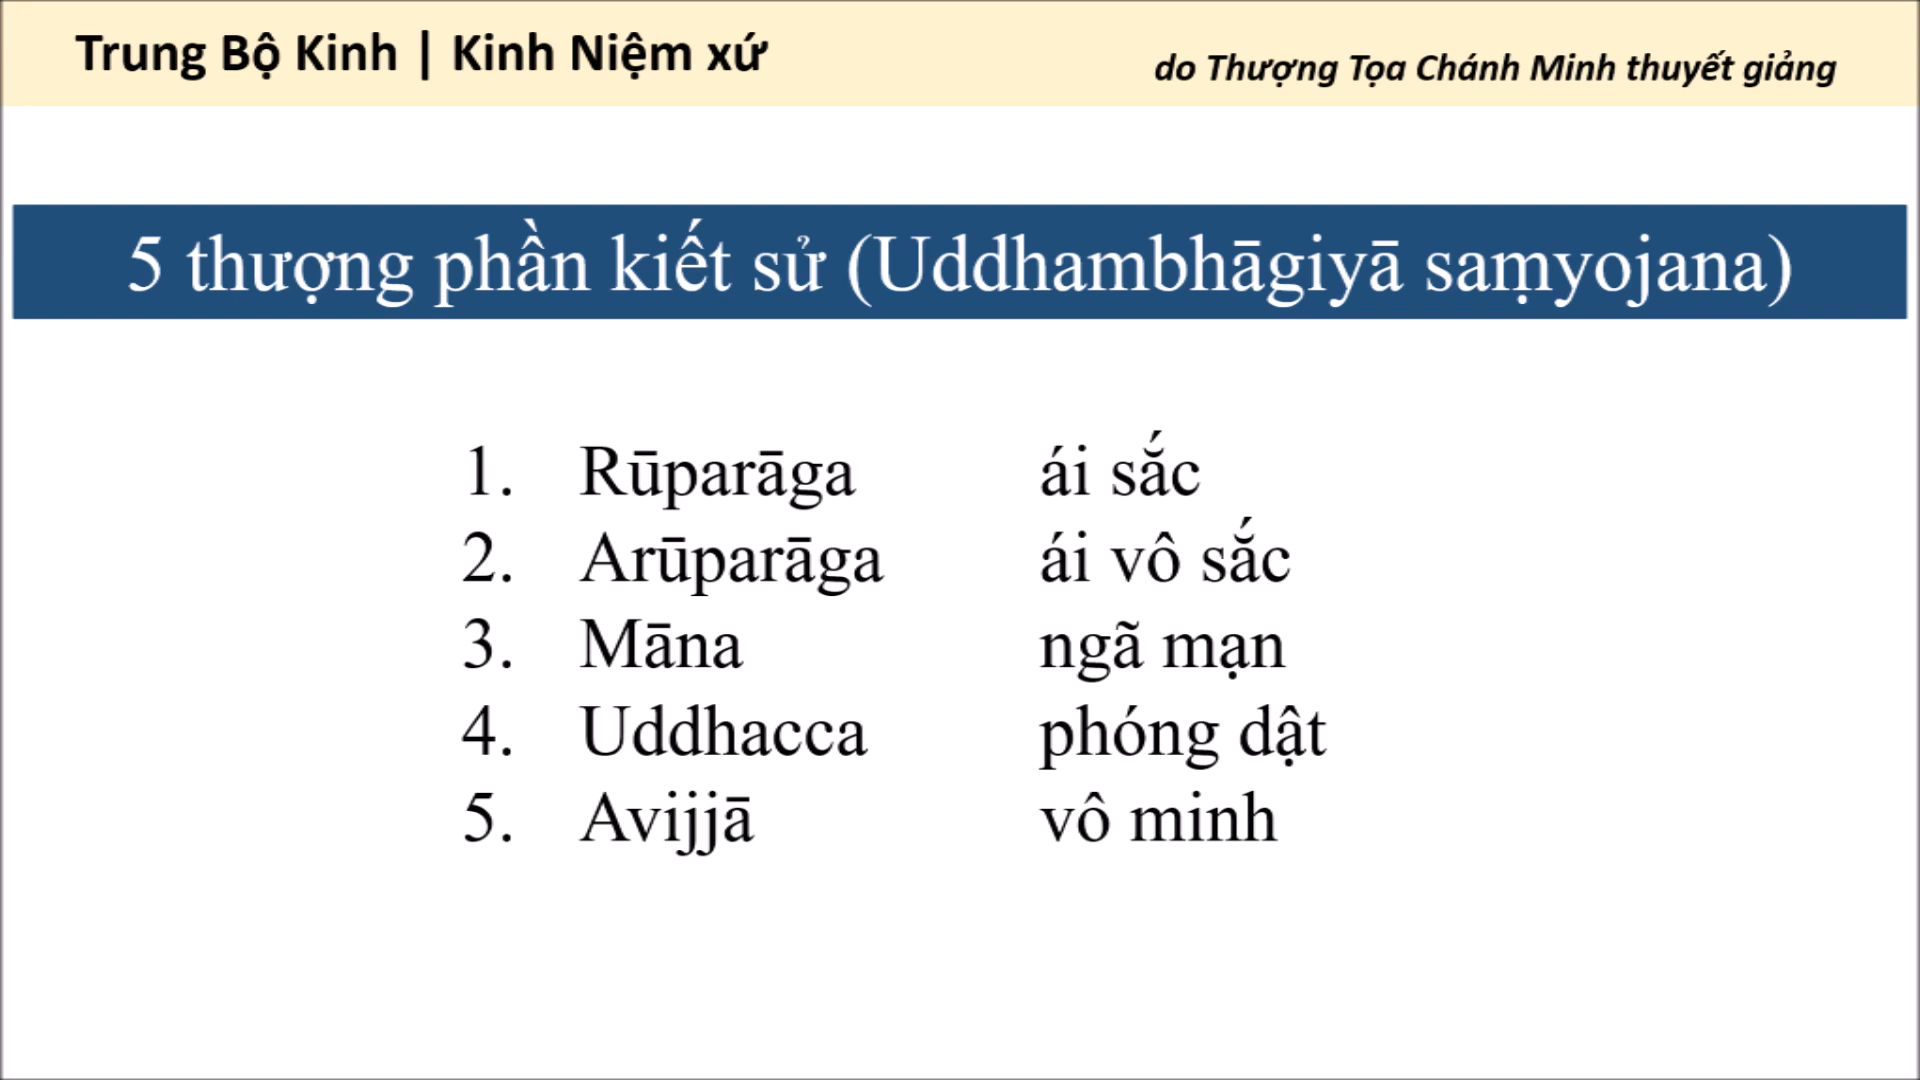 Trung Bộ Kinh | Kinh Niệm xứ
do Thượng Tọa Chánh Minh thuyết giảng
5 thượng phần kiết sử (Uddhambhāgiyā saṃyojana)
1. Rūparāga ái sắc
2. Arūparāga ái vô sắc
3. Māna ngã mạn
4. Uddhacca phóng dật
5. Avijjā vô minh